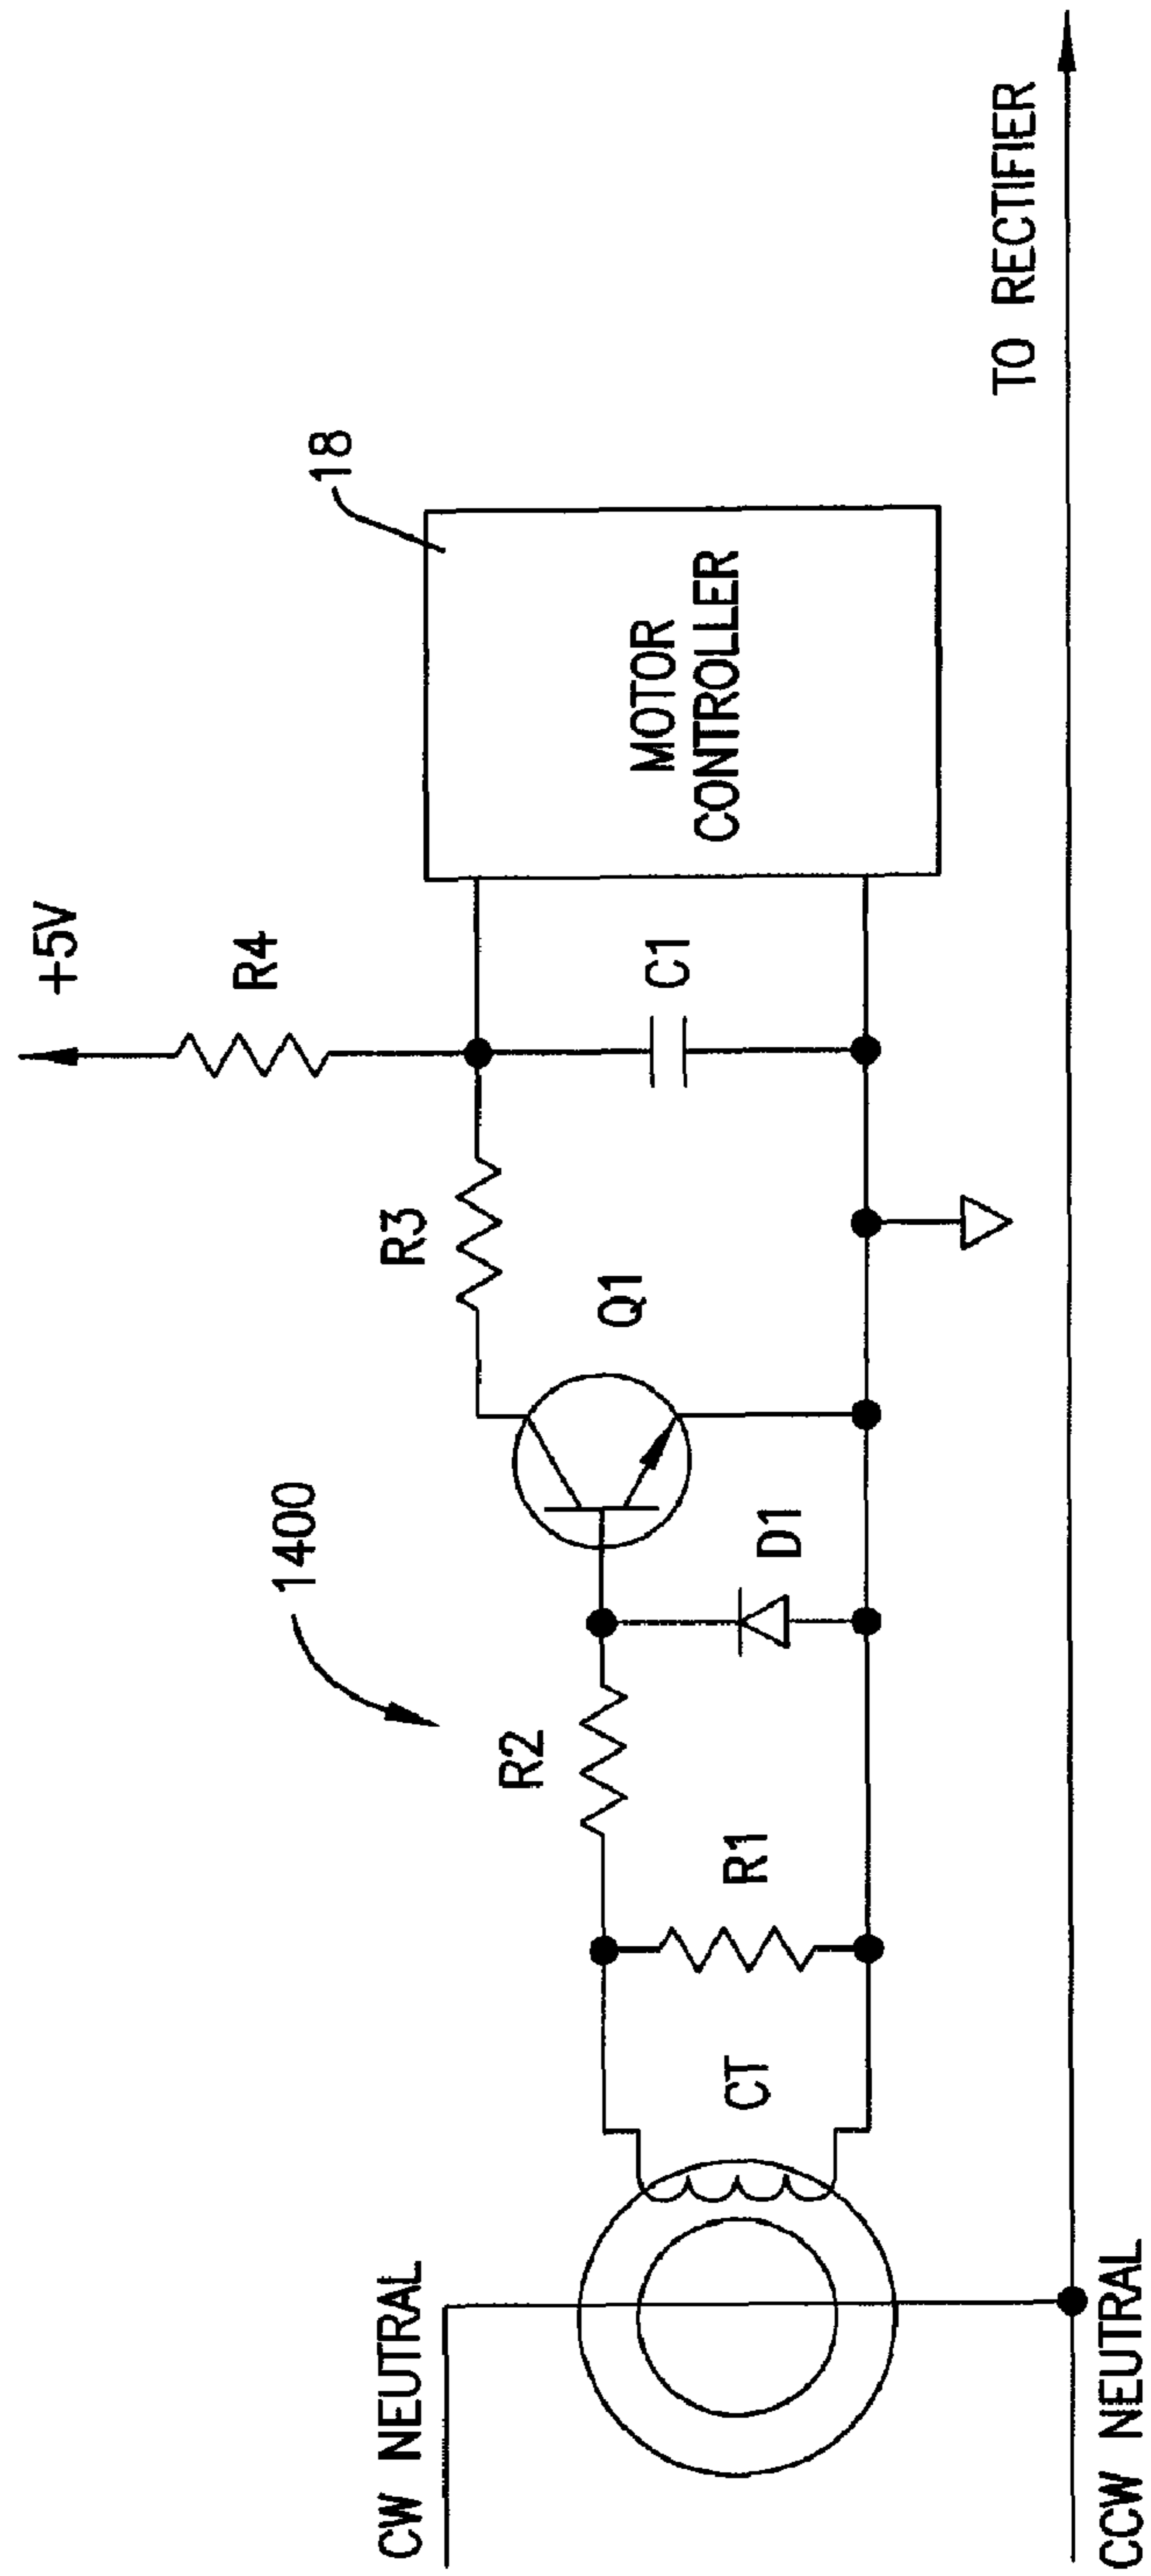 +5V
R4
18
1400
R3
Q1
C1
MOTOR
CONTROLLER
R2
D1
R1
CT
CW NEUTRAL
TO RECTIFIER
CCW NEUTRAL